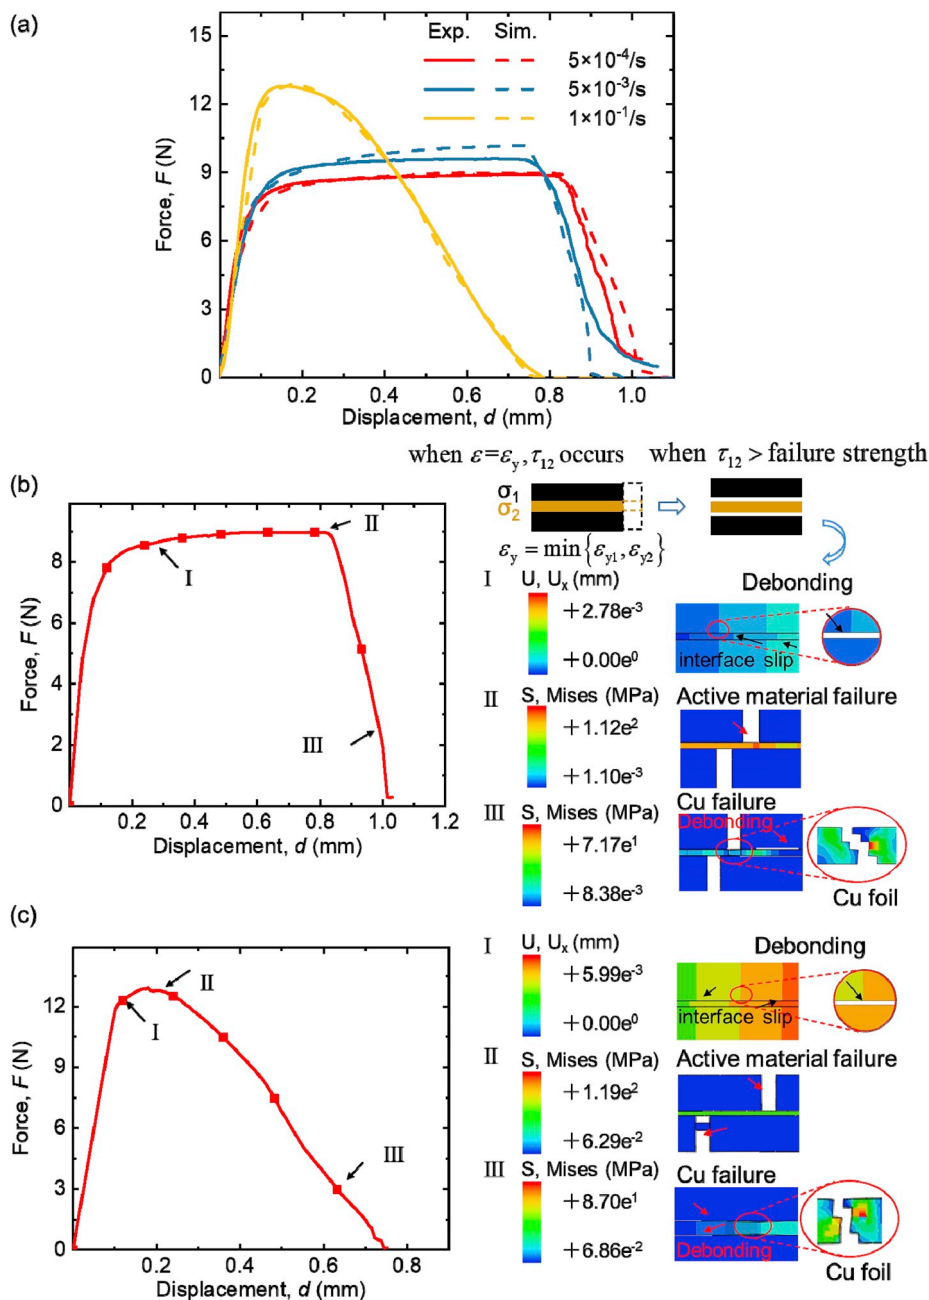 (a)
Exp. Sim.
5×10⁻⁴/s
5×10⁻³/s
1×10⁻¹/s
Force, F (N)
15
12
9
6
3
0
0.2 0.4 0.6 0.8 1.0
Displacement, d (mm)
when ε=εy, τ12 occurs
when τ12 > failure strength
σ1
σ2
εy = min{εy1, εy2}
(b)
Force, F (N)
8
6
4
2
0
I
II
III
0.2 0.4 0.6 0.8 1.0 1.2
Displacement, d (mm)
I U, Ux (mm)
+2.78e⁻³
+0.00e⁰
Debonding
interface slip
II S, Mises (MPa)
+1.12e²
+1.10e⁻³
Active material failure
III S, Mises (MPa)
+7.17e¹
+8.38e⁻³
Cu failure
Debonding
Cu foil
(c)
Force, F (N)
12
9
6
3
0
I
II
III
0.2 0.4 0.6 0.8
Displacement, d (mm)
I U, Ux (mm)
+5.99e⁻³
+0.00e⁰
Debonding
interface slip
II S, Mises (MPa)
+1.19e²
+6.29e⁻²
Active material failure
III S, Mises (MPa)
+8.70e¹
+6.86e⁻²
Cu failure
Debonding
Cu foil